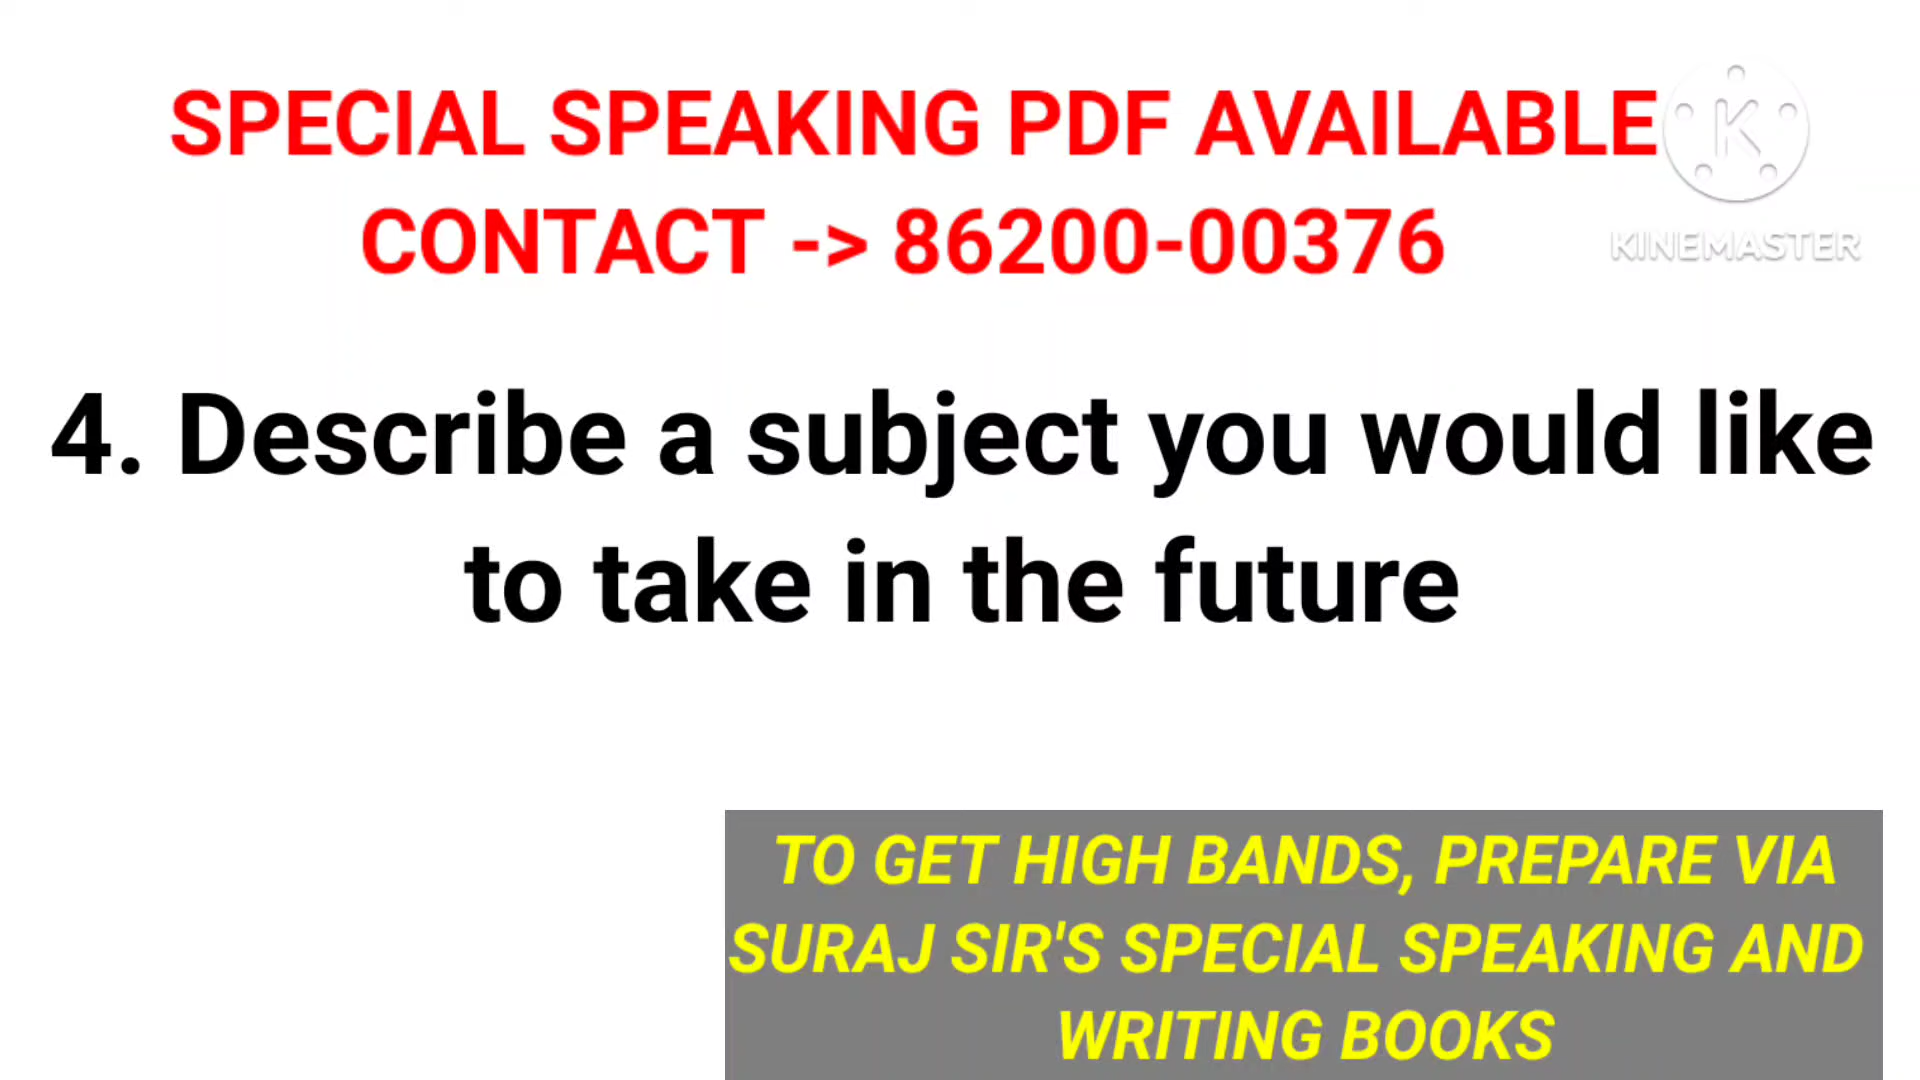 SPECIAL SPEAKING PDF AVAILABLE
CONTACT -> 86200-00376
K
KINEMASTER
4. Describe a subject you would like
to take in the future
TO GET HIGH BANDS, PREPARE VIA
SURAJ SIR'S SPECIAL SPEAKING AND
WRITING BOOKS